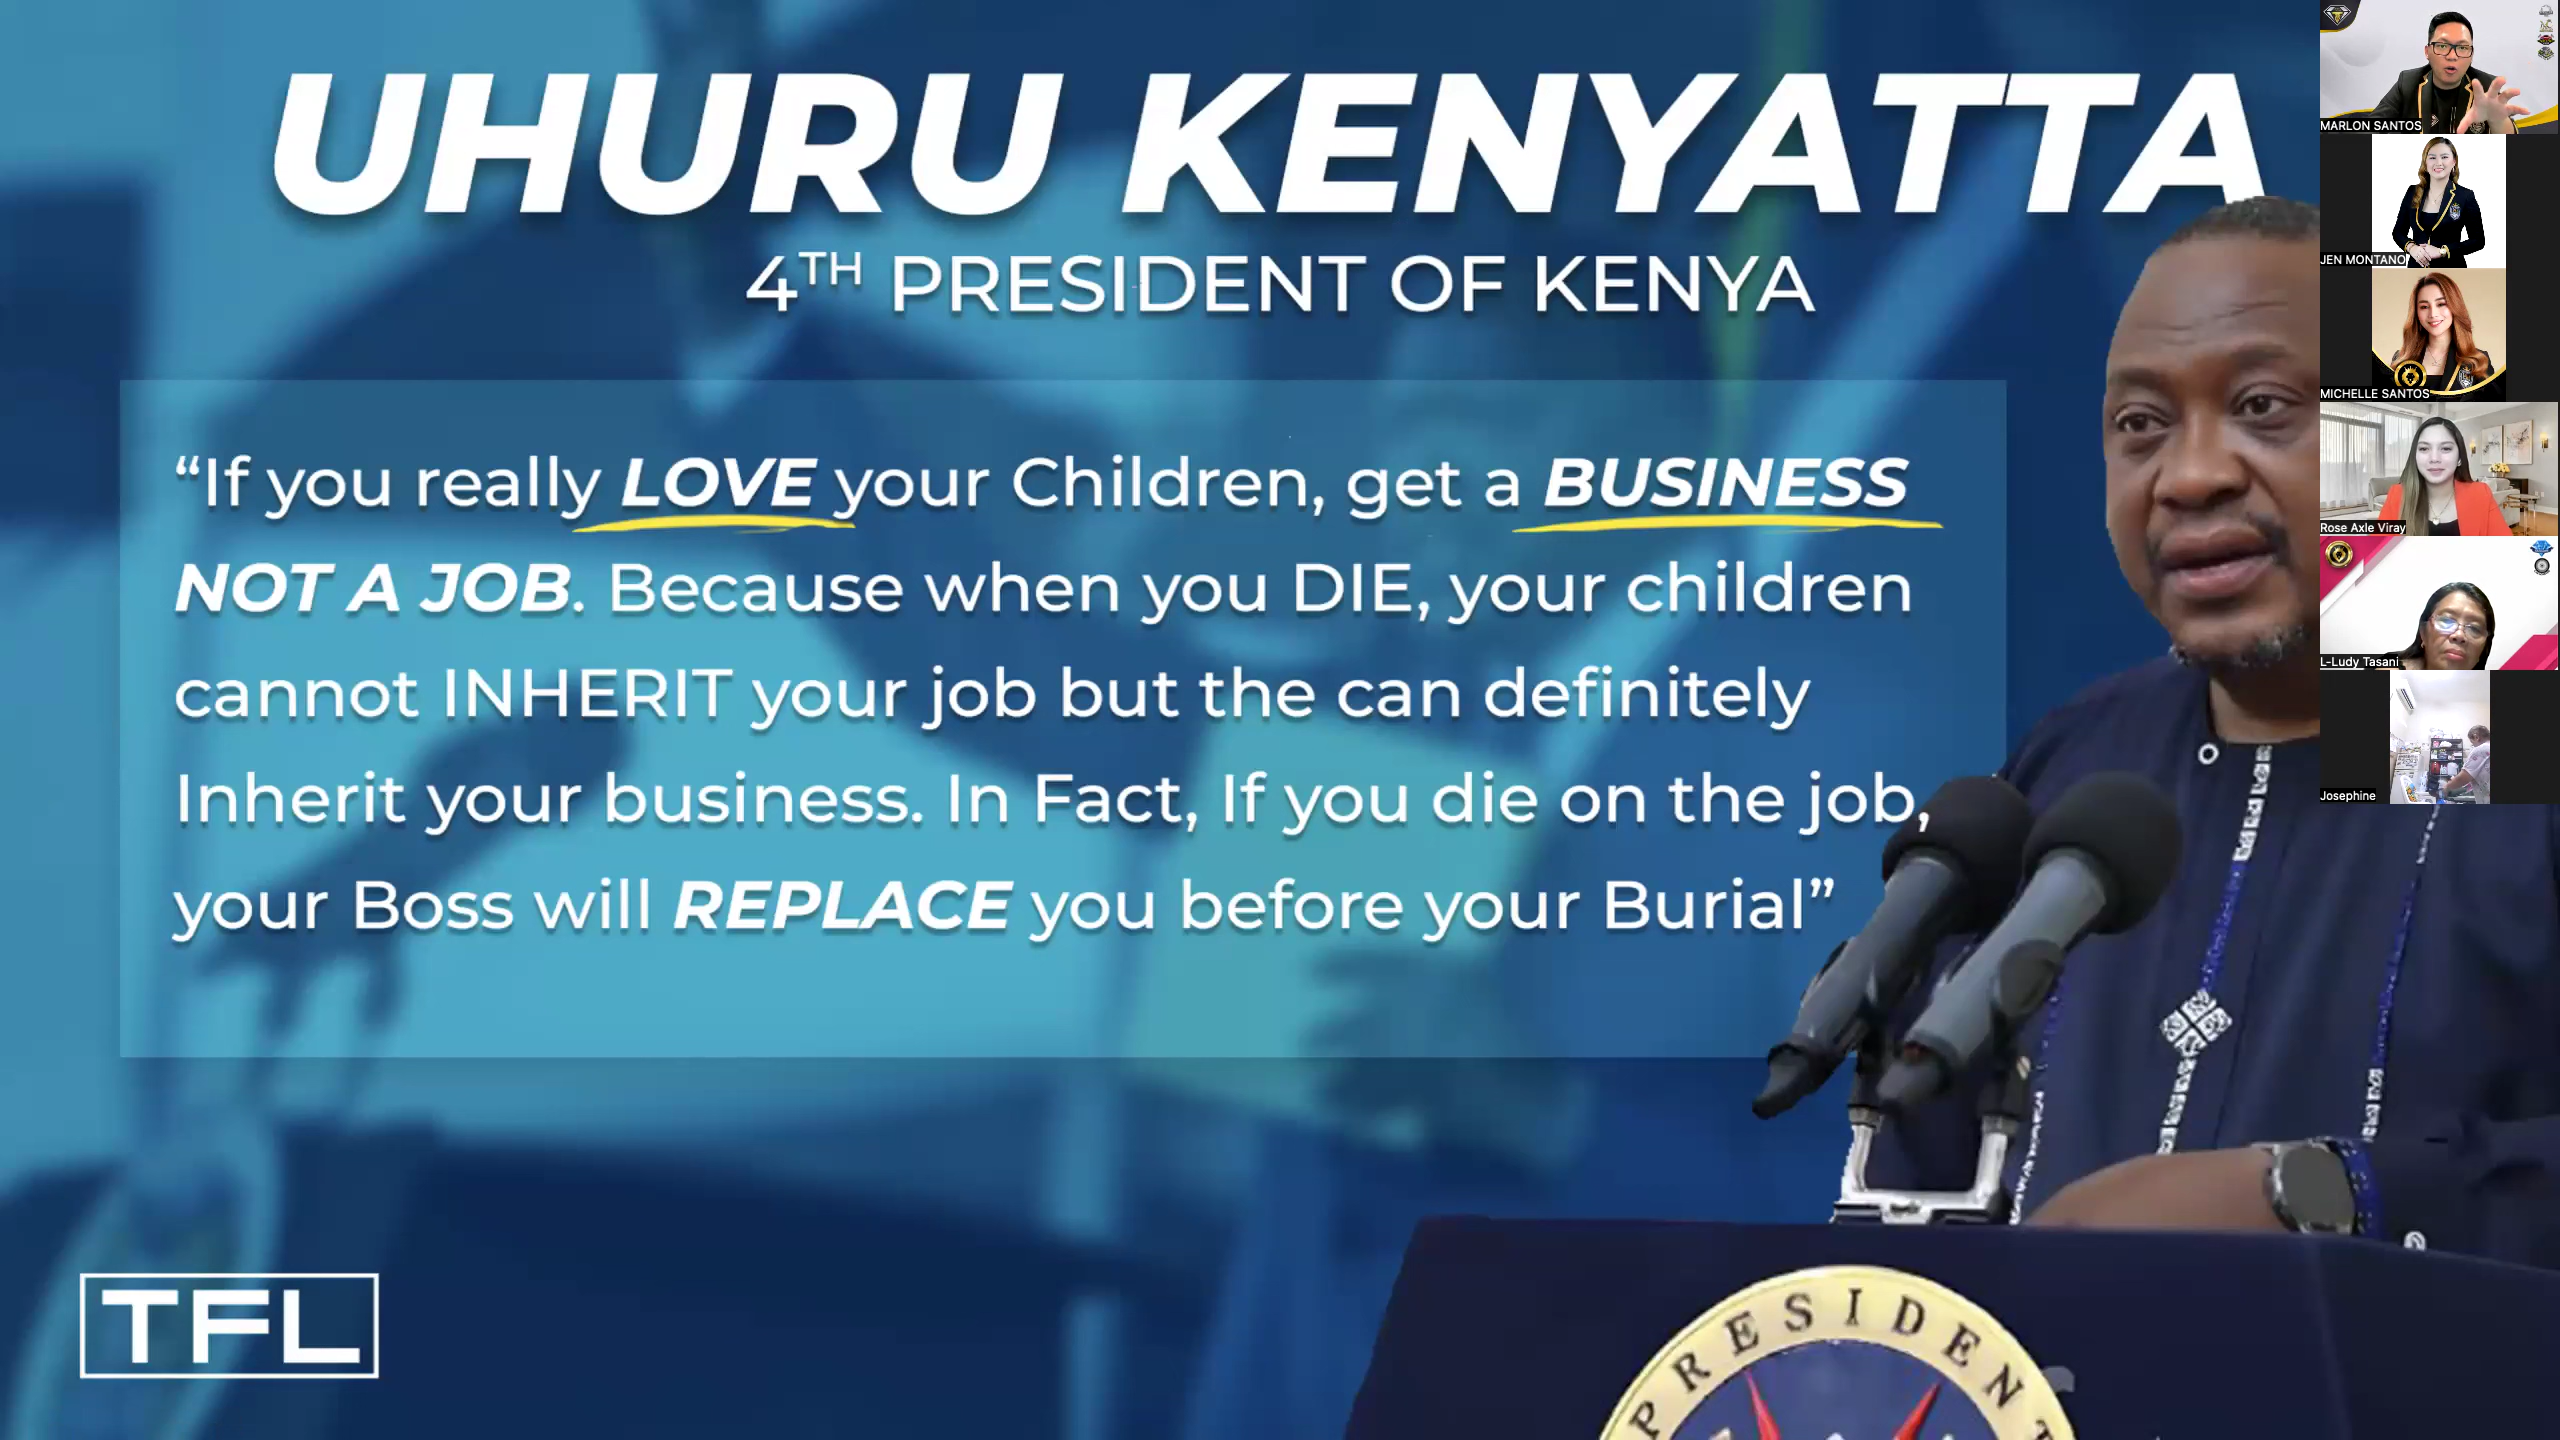 UHURU KENYATTA
4TH PRESIDENT OF KENYA
“If you really LOVE your Children, get a BUSINESS
NOT A JOB. Because when you DIE, your children
cannot INHERIT your job but the can definitely
Inherit your business. In Fact, If you die on the job,
your Boss will REPLACE you before your Burial”
TFL
PRESIDENT
MARLON SANTOS
JEN MONTANO
MICHELLE SANTOS
Rose Axle Viray
L-Ludy Tasani
Josephine